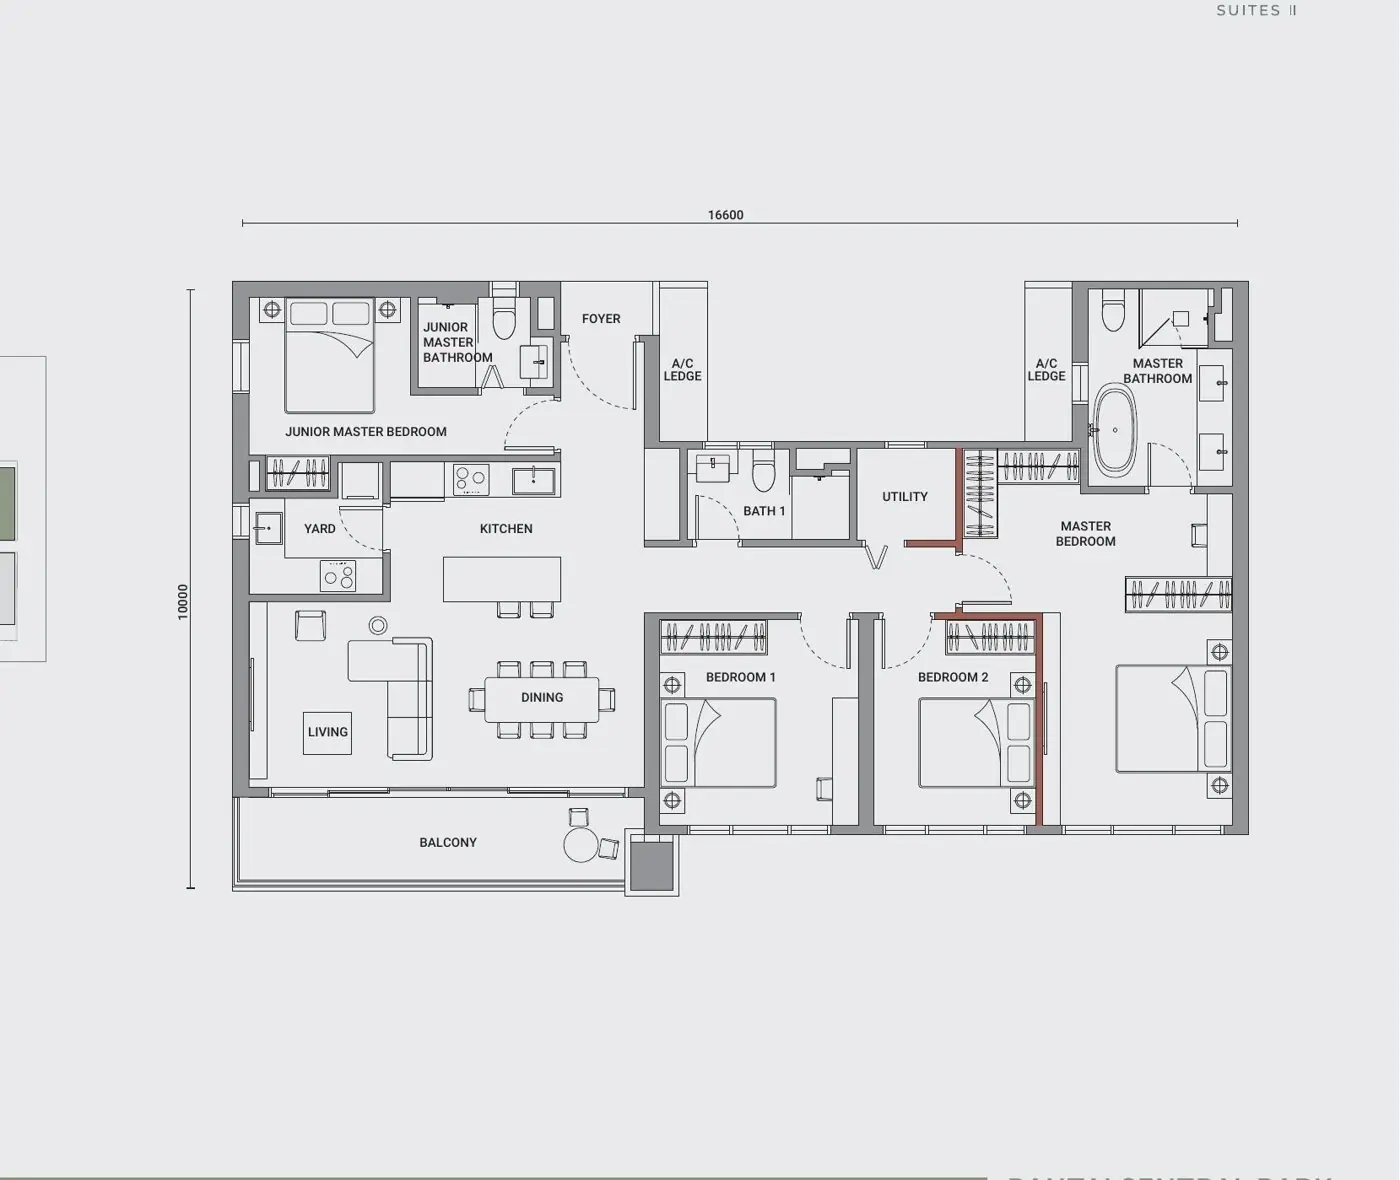 SUITES II
16600
FOYER
JUNIOR
MASTER
BATHROOM
A/C
LEDGE
A/C
LEDGE
MASTER
BATHROOM
JUNIOR MASTER BEDROOM
UTILITY
BATH 1
YARD
KITCHEN
MASTER
BEDROOM
10000
BEDROOM 1
BEDROOM 2
DINING
LIVING
BALCONY